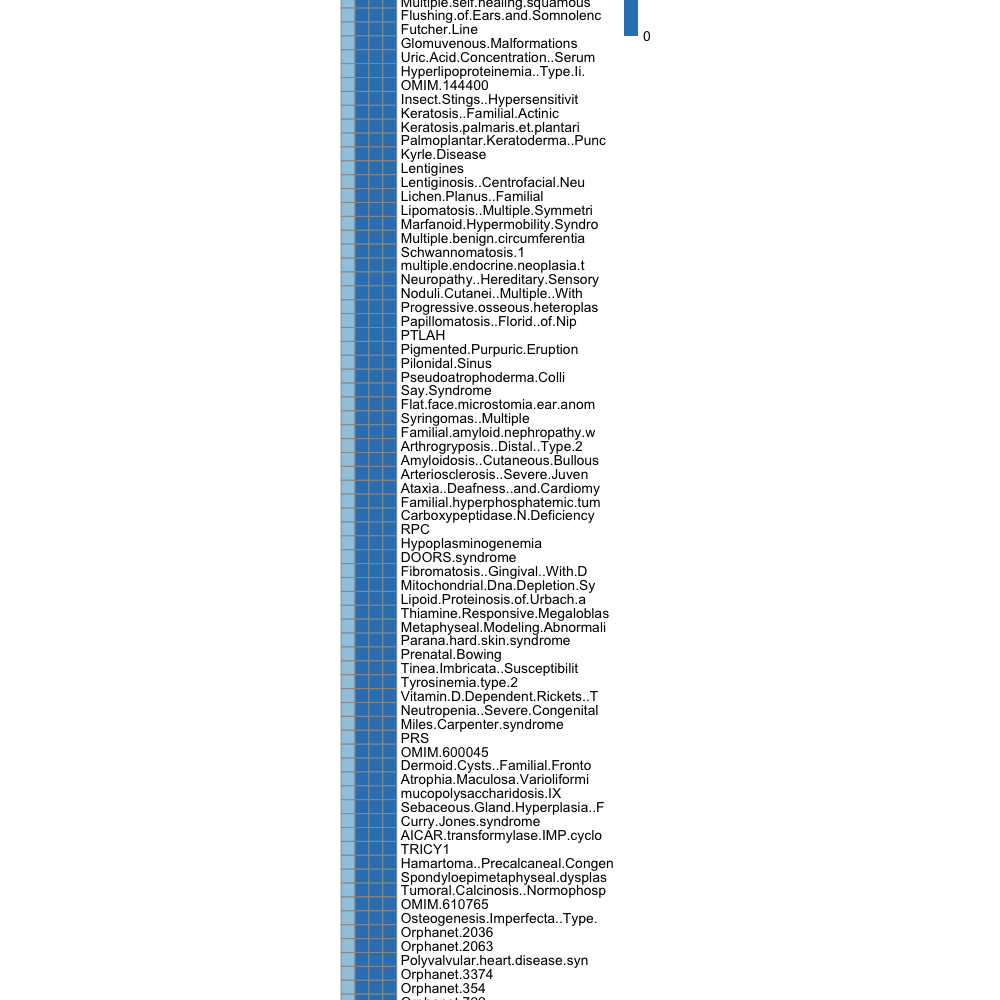 Multiple.self.healing.squamous
Flushing.of.Ears.and.Somnolenc
0
Futcher.Line
Glomuvenous.Malformations
Uric.Acid.Concentration..Serum
Hyperlipoproteinemia..Type.Ii.
OMIM.144400
Insect.Stings..Hypersensitivit
Keratosis..Familial.Actinic
Keratosis.palmaris.et.plantari
Palmoplantar.Keratoderma..Punc
Kyrle.Disease
Lentigines
Lentiginosis..Centrofacial.Neu
Lichen.Planus..Familial
Lipomatosis..Multiple.Symmetri
Marfanoid.Hypermobility.Syndro
Multiple.benign.circumferentia
Schwannomatosis.1
multiple.endocrine.neoplasia.t
Neuropathy..Hereditary.Sensory
Noduli.Cutanei..Multiple..With
Progressive.osseous.heteroplas
Papillomatosis..Florid..of.Nip
PTLAH
Pigmented.Purpuric.Eruption
Pilonidal.Sinus
Pseudoatrophoderma.Colli
Say.Syndrome
Flat.face.microstomia.ear.anom
Syringomas..Multiple
Familial.amyloid.nephropathy.w
Arthrogryposis..Distal..Type.2
Amyloidosis..Cutaneous.Bullous
Arteriosclerosis..Severe.Juven
Ataxia..Deafness..and.Cardiomy
Familial.hyperphosphatemic.tum
Carboxypeptidase.N.Deficiency
RPC
Hypoplasminogenemia
DOORS.syndrome
Fibromatosis..Gingival..With.D
Mitochondrial.Dna.Depletion.Sy
Lipoid.Proteinosis.of.Urbach.a
Thiamine.Responsive.Megaloblas
Metaphyseal.Modeling.Abnormali
Parana.hard.skin.syndrome
Prenatal.Bowing
Tinea.Imbricata..Susceptibilit
Tyrosinemia.type.2
Vitamin.D.Dependent.Rickets..T
Neutropenia..Severe.Congenital
Miles.Carpenter.syndrome
PRS
OMIM.600045
Dermoid.Cysts..Familial.Fronto
Atrophia.Maculosa.Varioliformi
mucopolysaccharidosis.IX
Sebaceous.Gland.Hyperplasia..F
Curry.Jones.syndrome
AICAR.transformylase.IMP.cyclo
TRICY1
Hamartoma..Precalcaneal.Congen
Spondyloepimetaphyseal.dysplas
Tumoral.Calcinosis..Normophosp
OMIM.610765
Osteogenesis.Imperfecta..Type.
Orphanet.2036
Orphanet.2063
Polyvalvular.heart.disease.syn
Orphanet.3374
Orphanet.354